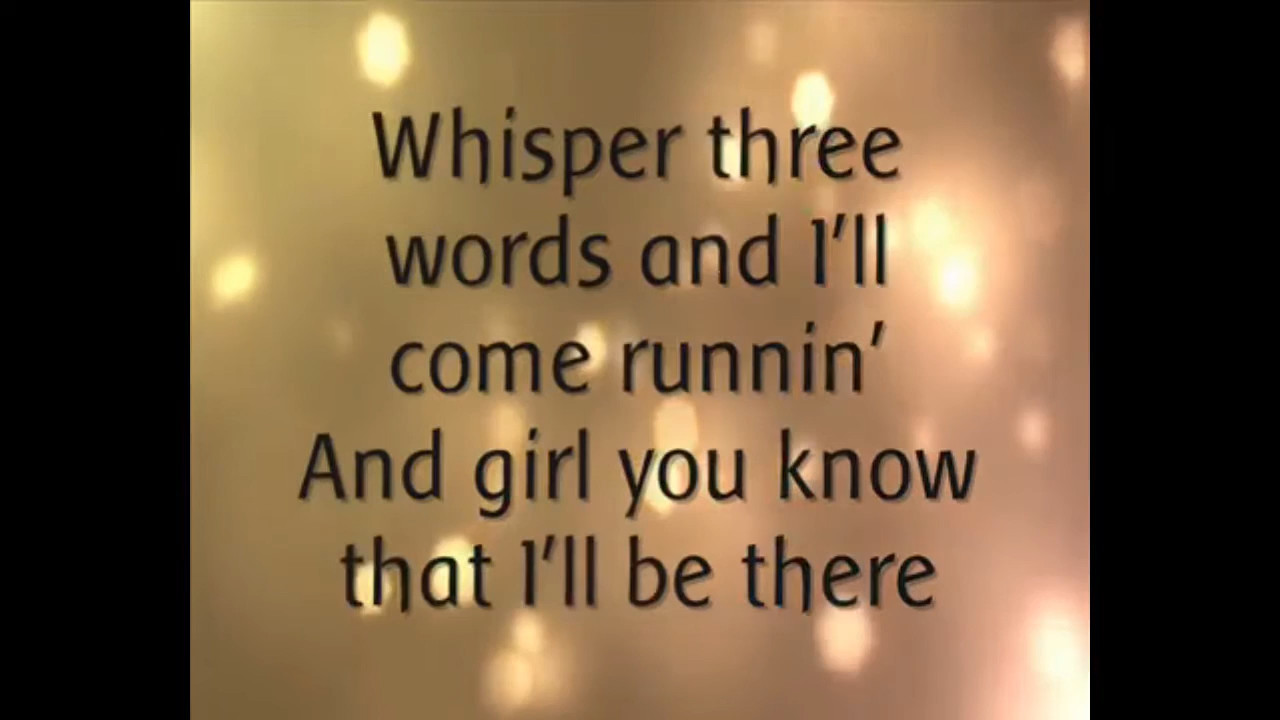 Whisper three
words and I'll
come runnin'
And girl you know
that I'll be there